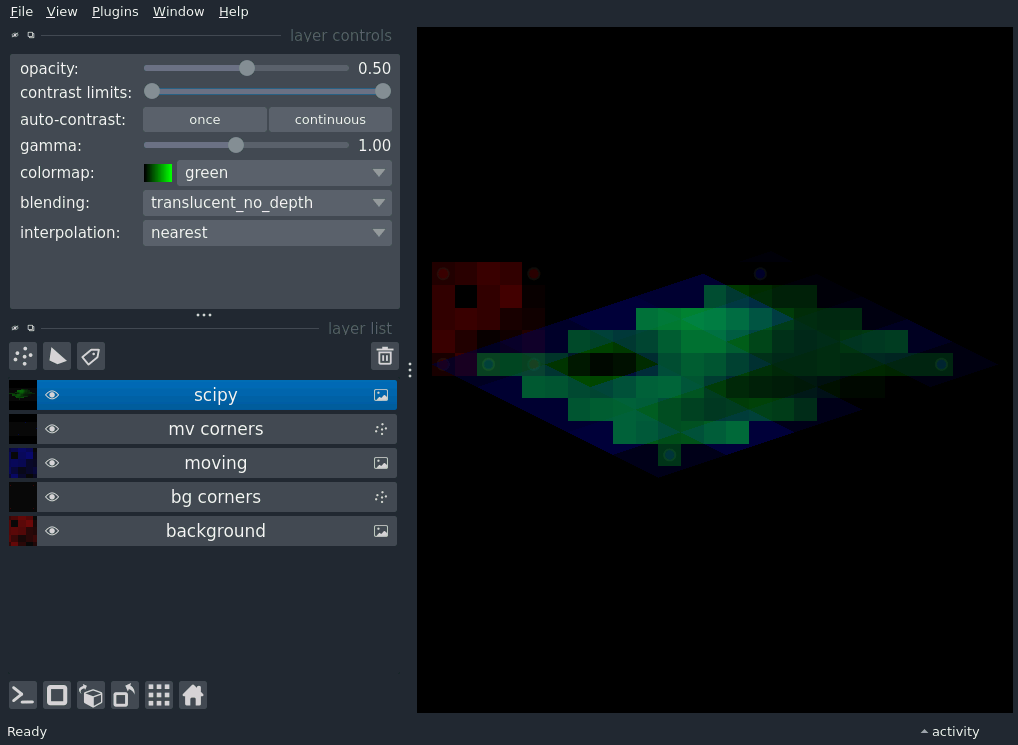 File View Plugins Window Help
layer controls
opacity: 0.50
contrast limits:
auto-contrast: once continuous
gamma: 1.00
colormap: green
blending: translucent_no_depth
interpolation: nearest
layer list
scipy
mv corners
moving
bg corners
background
Ready activity